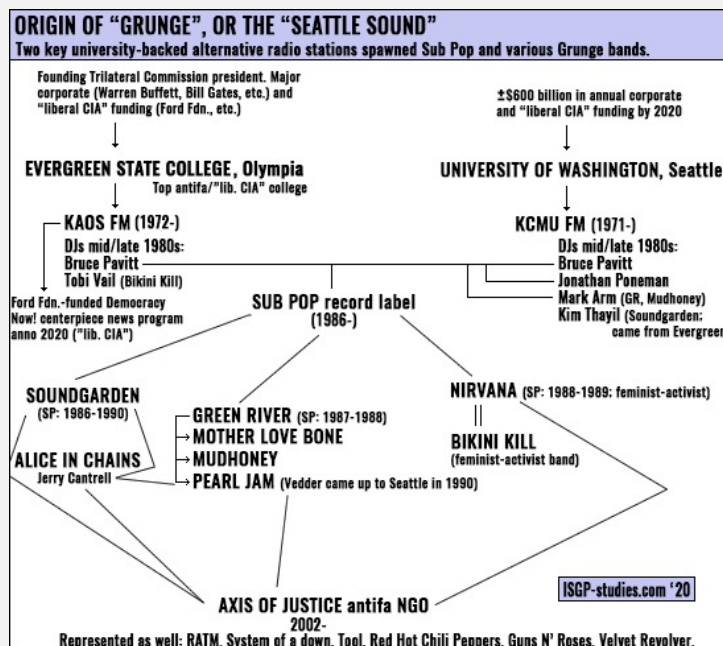 ORIGIN OF “GRUNGE”, OR THE “SEATTLE SOUND”
Two key university-backed alternative radio stations spawned Sub Pop and various Grunge bands.
Founding Trilateral Commission president. Major
corporate (Warren Buffett, Bill Gates, etc.) and
“liberal CIA” funding (Ford Fdn., etc.)
EVERGREEN STATE COLLEGE, Olympia
Top antifa/"lib. CIA" college
KAOS FM (1972-)
DJs mid/late 1980s:
Bruce Pavitt
Tobi Vail (Bikini Kill)
Ford Fdn.-funded Democracy
Now! centerpiece news program
anno 2020 ("lib. CIA")
±$600 billion in annual corporate
and “liberal CIA” funding by 2020
UNIVERSITY OF WASHINGTON, Seattle
KCMU FM (1971-)
DJs mid/late 1980s:
Bruce Pavitt
Jonathan Poneman
Mark Arm (GR, Mudhoney)
Kim Thayil (Soundgarden;
came from Evergreen
SUB POP record label
(1986-)
SOUNDGARDEN
(SP: 1986-1990)
ALICE IN CHAINS
Jerry Cantrell
GREEN RIVER (SP: 1987-1988)
MOTHER LOVE BONE
MUDHONEY
PEARL JAM (Vedder came up to Seattle in 1990)
NIRVANA (SP: 1988-1989; feminist-activist)
BIKINI KILL
(feminist-activist band)
AXIS OF JUSTICE antifa NGO
2002-
Represented as well: RATM, System of a down, Tool, Red Hot Chili Peppers, Guns N' Roses, Velvet Revolver,
ISGP-studies.com ‘20